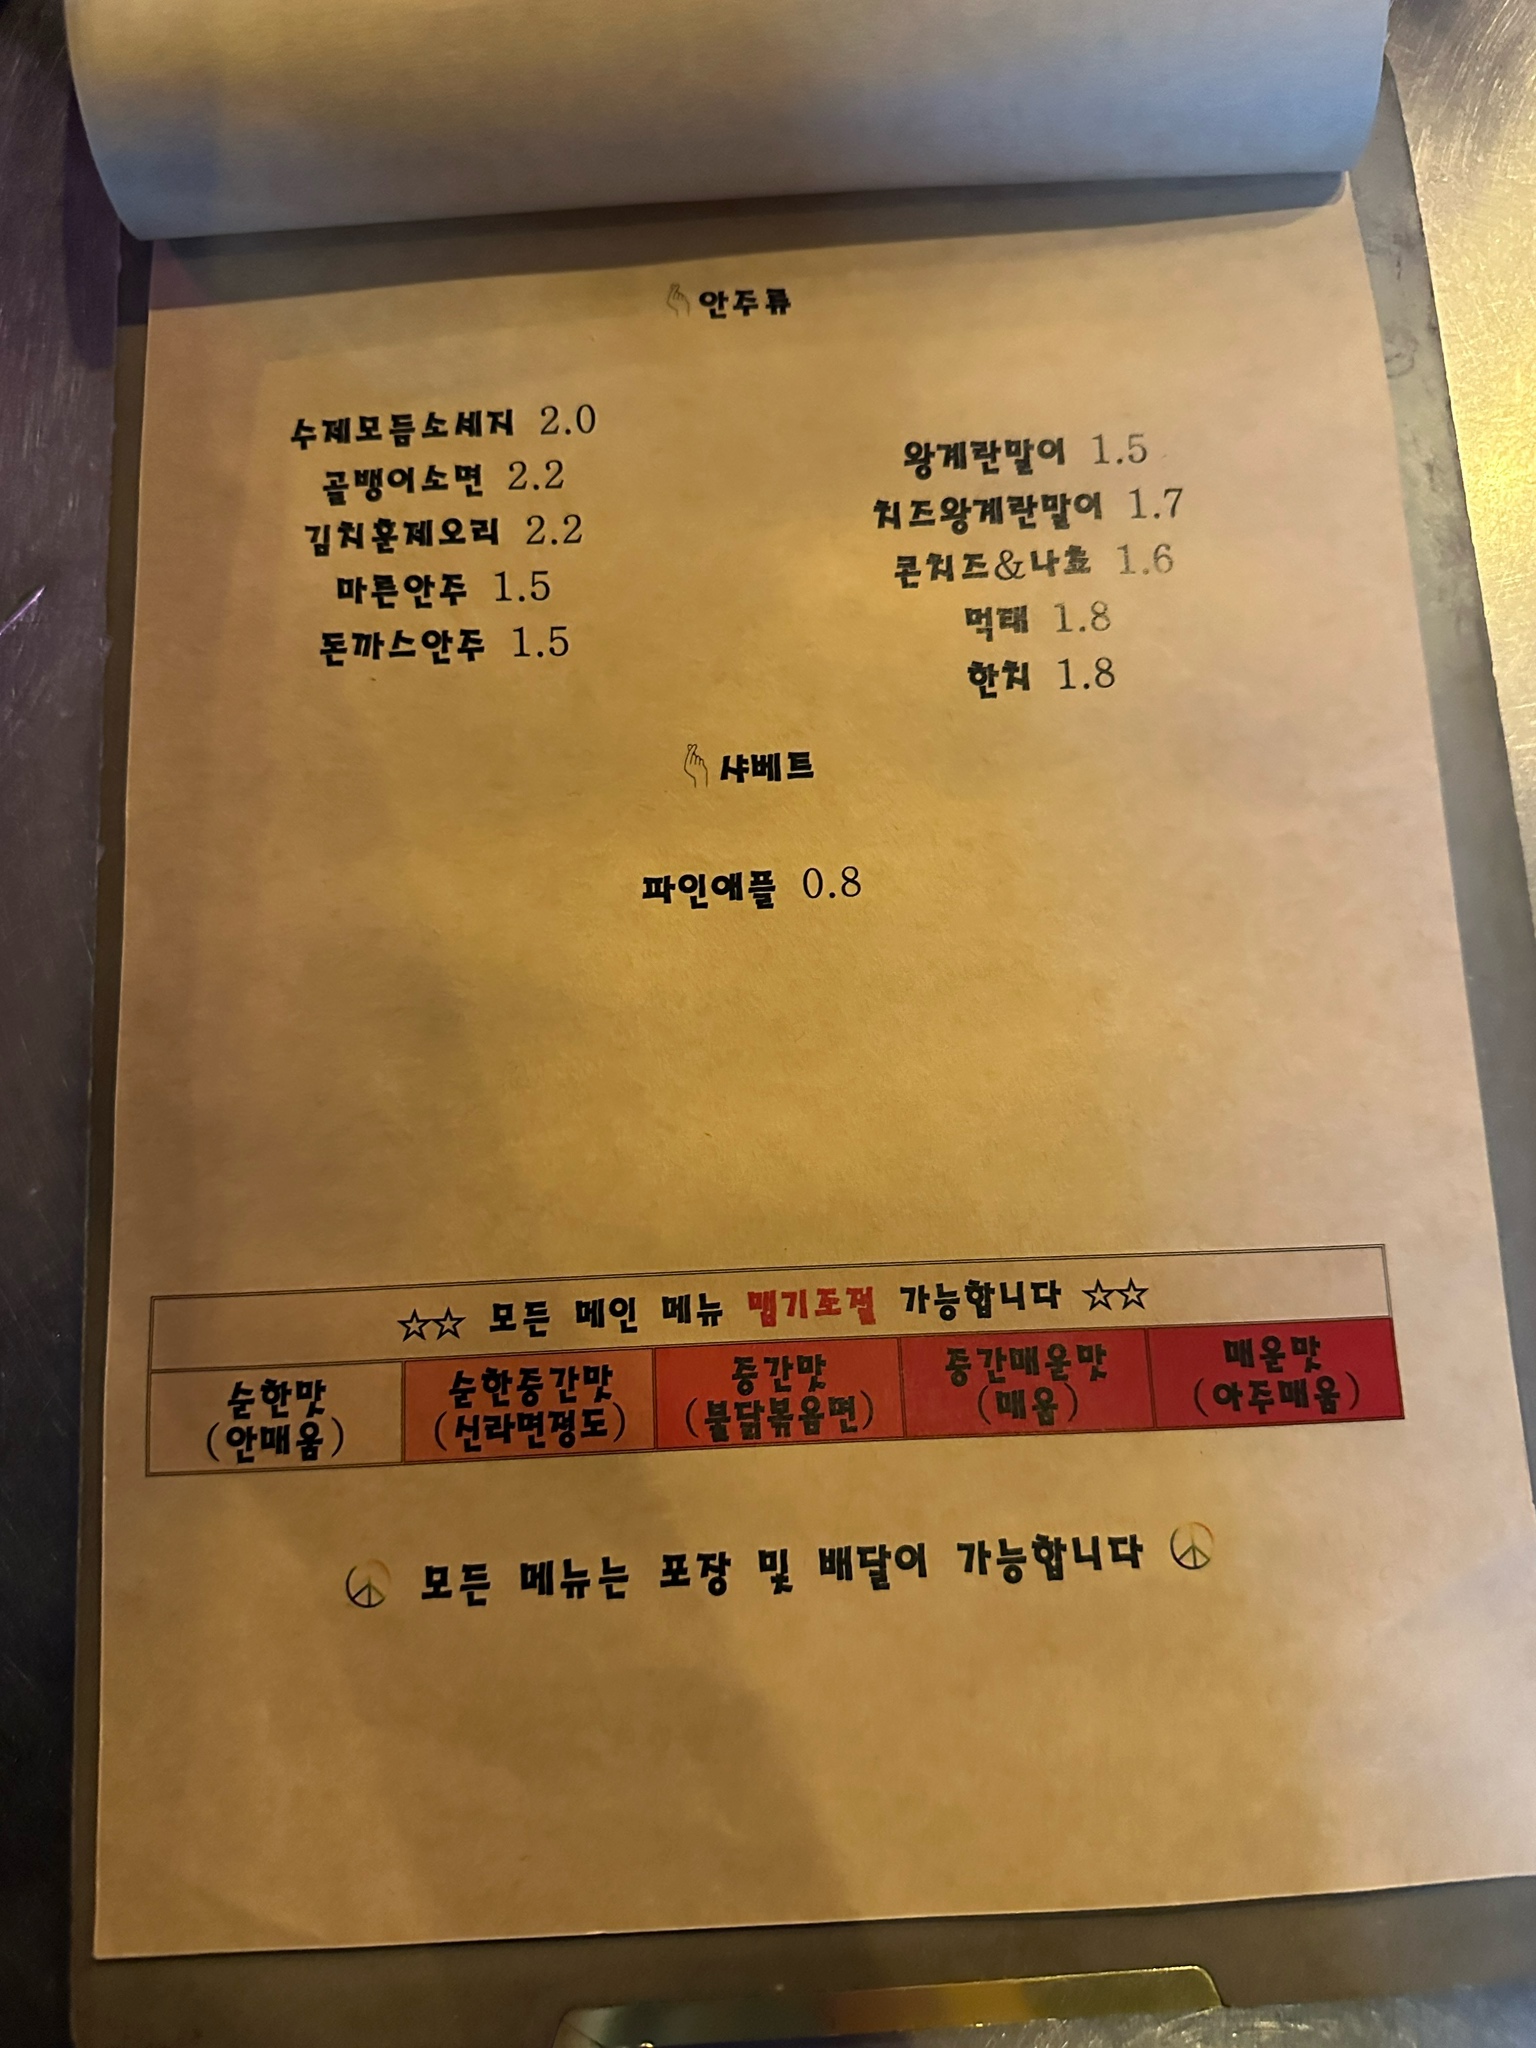 안주류
수제모듬소세지 2.0
골뱅이소면 2.2
김치훈제오리 2.2
마른안주 1.5
돈까스안주 1.5
왕계란말이 1.5
치즈왕계란말이 1.7
콘치즈&나쵸 1.6
먹태 1.8
한치 1.8
샤베트
파인애플 0.8
☆☆ 모든 메인 메뉴 맵기조절 가능합니다 ☆☆
순한맛
(안매움)
순한중간맛
(신라면정도)
중간맛
(불닭볶음면)
중간매운맛
(매움)
매운맛
(아주매움)
모든 메뉴는 포장 및 배달이 가능합니다